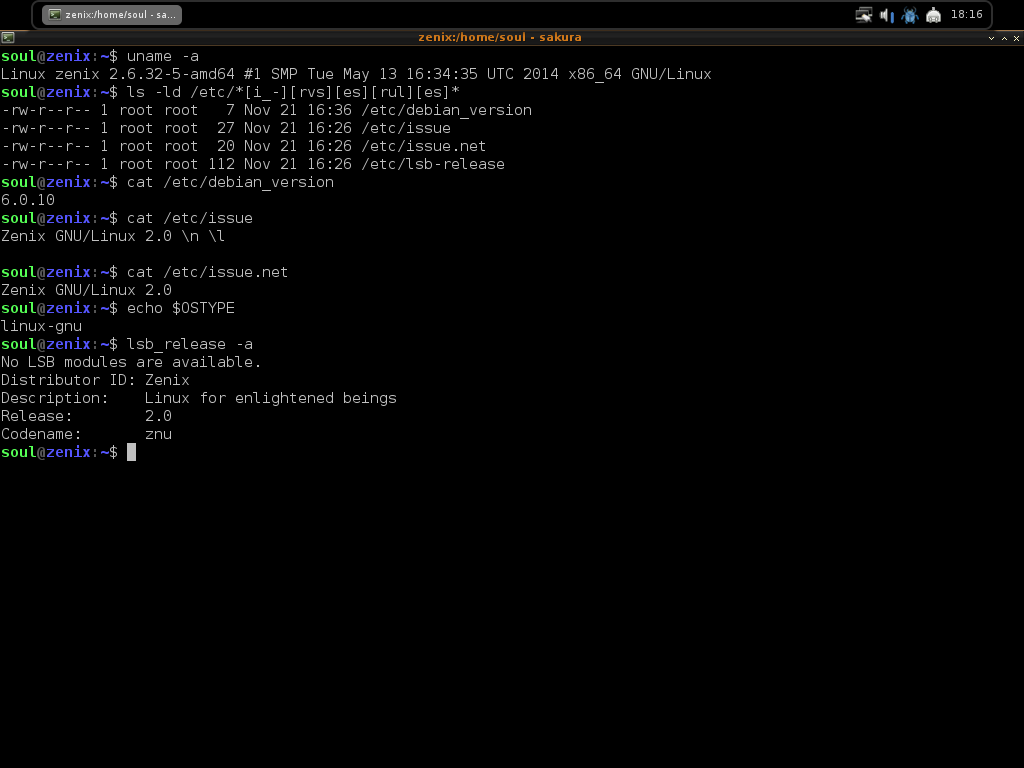 zenix:/home/soul - sa...
18:16
zenix:/home/soul - sakura
soul@zenix:~$ uname -a
Linux zenix 2.6.32-5-amd64 #1 SMP Tue May 13 16:34:35 UTC 2014 x86_64 GNU/Linux
soul@zenix:~$ ls -ld /etc/*[i_-][rvs][es][rul][es]*
-rw-r--r-- 1 root root   7 Nov 21 16:36 /etc/debian_version
-rw-r--r-- 1 root root  27 Nov 21 16:26 /etc/issue
-rw-r--r-- 1 root root  20 Nov 21 16:26 /etc/issue.net
-rw-r--r-- 1 root root 112 Nov 21 16:26 /etc/lsb-release
soul@zenix:~$ cat /etc/debian_version
6.0.10
soul@zenix:~$ cat /etc/issue
Zenix GNU/Linux 2.0 \n \l
soul@zenix:~$ cat /etc/issue.net
Zenix GNU/Linux 2.0
soul@zenix:~$ echo $OSTYPE
linux-gnu
soul@zenix:~$ lsb_release -a
No LSB modules are available.
Distributor ID: Zenix
Description:    Linux for enlightened beings
Release:        2.0
Codename:       znu
soul@zenix:~$